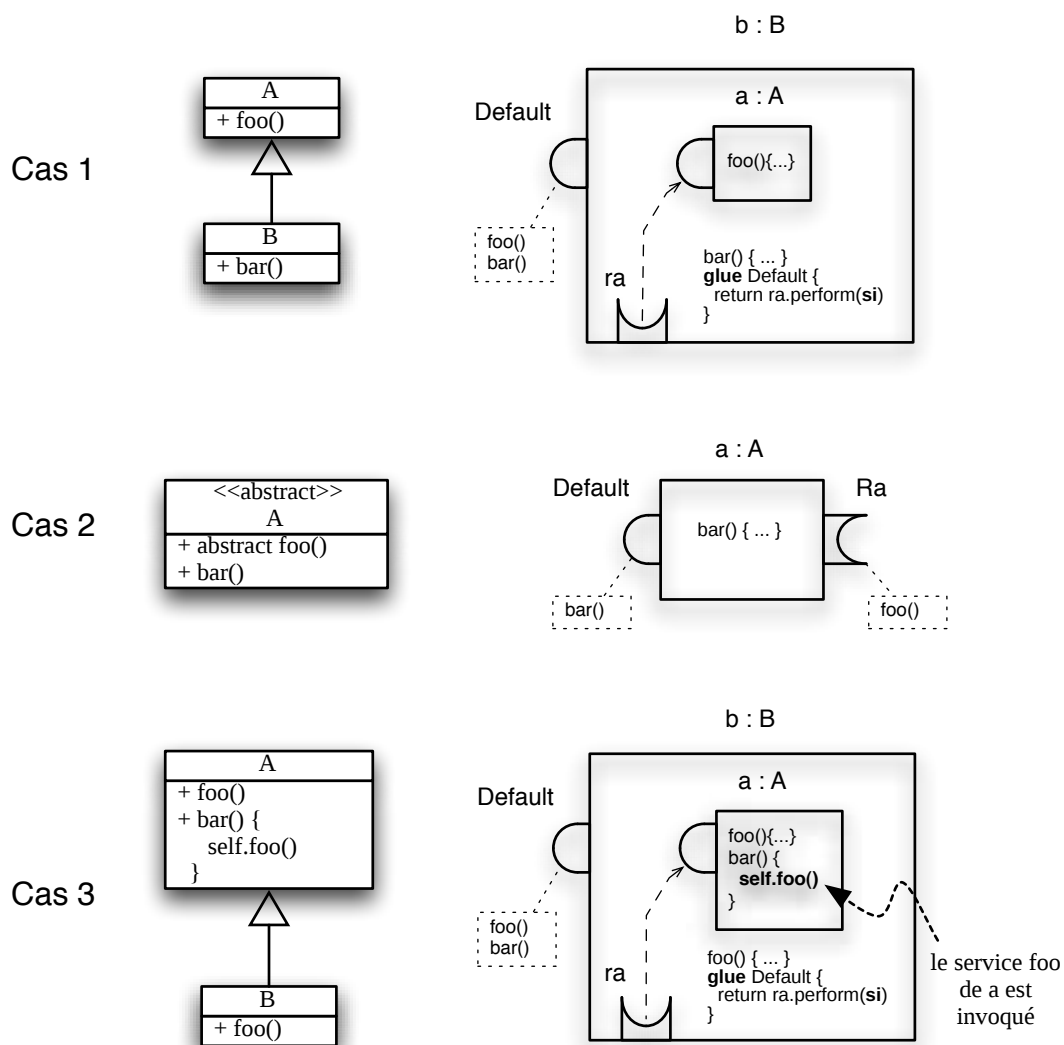 Cas 1
A
+ foo()
B
+ bar()
b : B
Default
foo()
bar()
a : A
foo(){...}
ra
bar() { ... }
glue Default {
return ra.perform(si)
}
Cas 2
<<abstract>>
A
+ abstract foo()
+ bar()
a : A
Default
Ra
bar() { ... }
bar()
foo()
Cas 3
A
+ foo()
+ bar() {
self.foo()
}
B
+ foo()
b : B
Default
foo()
bar()
a : A
foo(){...}
bar() {
self.foo()
}
ra
foo() { ... }
glue Default {
return ra.perform(si)
}
le service foo
de a est
invoqué